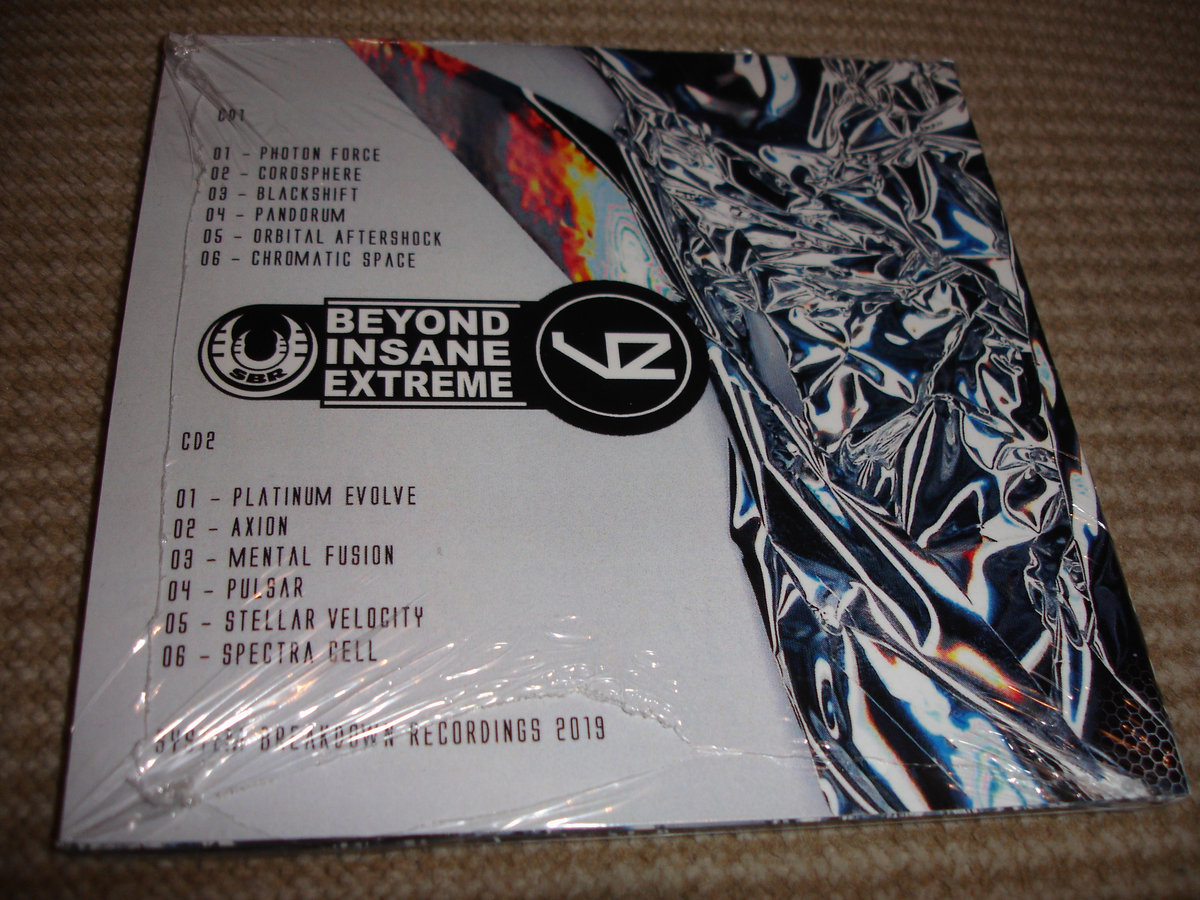 CD1
01 - PHOTON FORCE
02 - COROSPHERE
03 - BLACKSHIFT
04 - PANDORUM
05 - ORBITAL AFTERSHOCK
06 - CHROMATIC SPACE
SBR
BEYOND
INSANE
EXTREME
CD2
01 - PLATINUM EVOLVE
02 - AXION
03 - MENTAL FUSION
04 - PULSAR
05 - STELLAR VELOCITY
06 - SPECTRA CELL
SYSTEM BREAKDOWN RECORDINGS 2019